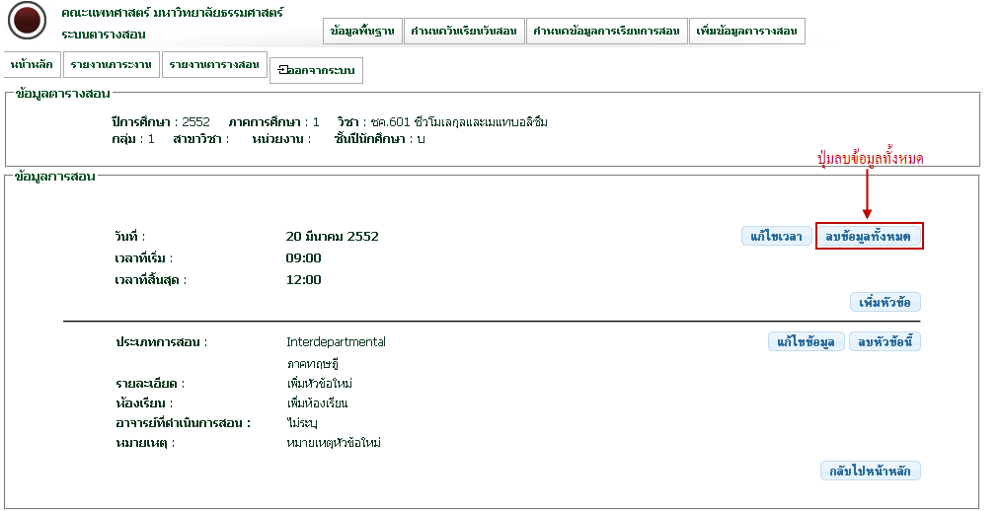 คณะแพทศาสตร์ มหาวิทยาลัยธรรมศาสตร์
ระบบตารางสอน
ข้อมูลพื้นฐาน กำหนดวันเรียนวันสอน กำหนดข้อมูลการเรียนการสอน เพิ่มข้อมูลตารางสอน
หน้าหลัก รายงานภาระงาน รายงานตารางสอน ออกจากระบบ
ข้อมูลตารางสอน
ปีการศึกษา : 2552 ภาคการศึกษา : 1 วิชา : ชค.601 ชีวโมเลกุลและเมแทบอลิซึม
กลุ่ม : 1 สาขาวิชา : หน่วยงาน : ชั้นปีนักศึกษา : บ
ปุ่มลบข้อมูลทั้งหมด
ข้อมูลการสอน
วันที่ : 20 มีนาคม 2552 แก้ไขเวลา ลบข้อมูลทั้งหมด
เวลาที่เริ่ม : 09:00
เวลาที่สิ้นสุด : 12:00
เพิ่มหัวข้อ
ประเภทการสอน : Interdepartmental แก้ไขข้อมูล ลบหัวข้อนี้
ภาคทฤษฎี
รายละเอียด : เพิ่มหัวข้อใหม่
ห้องเรียน : เพิ่มห้องเรียน
อาจารย์ที่ดำเนินการสอน : ไม่ระบุ
หมายเหตุ : หมายเหตุหัวข้อใหม่
กลับไปหน้าหลัก